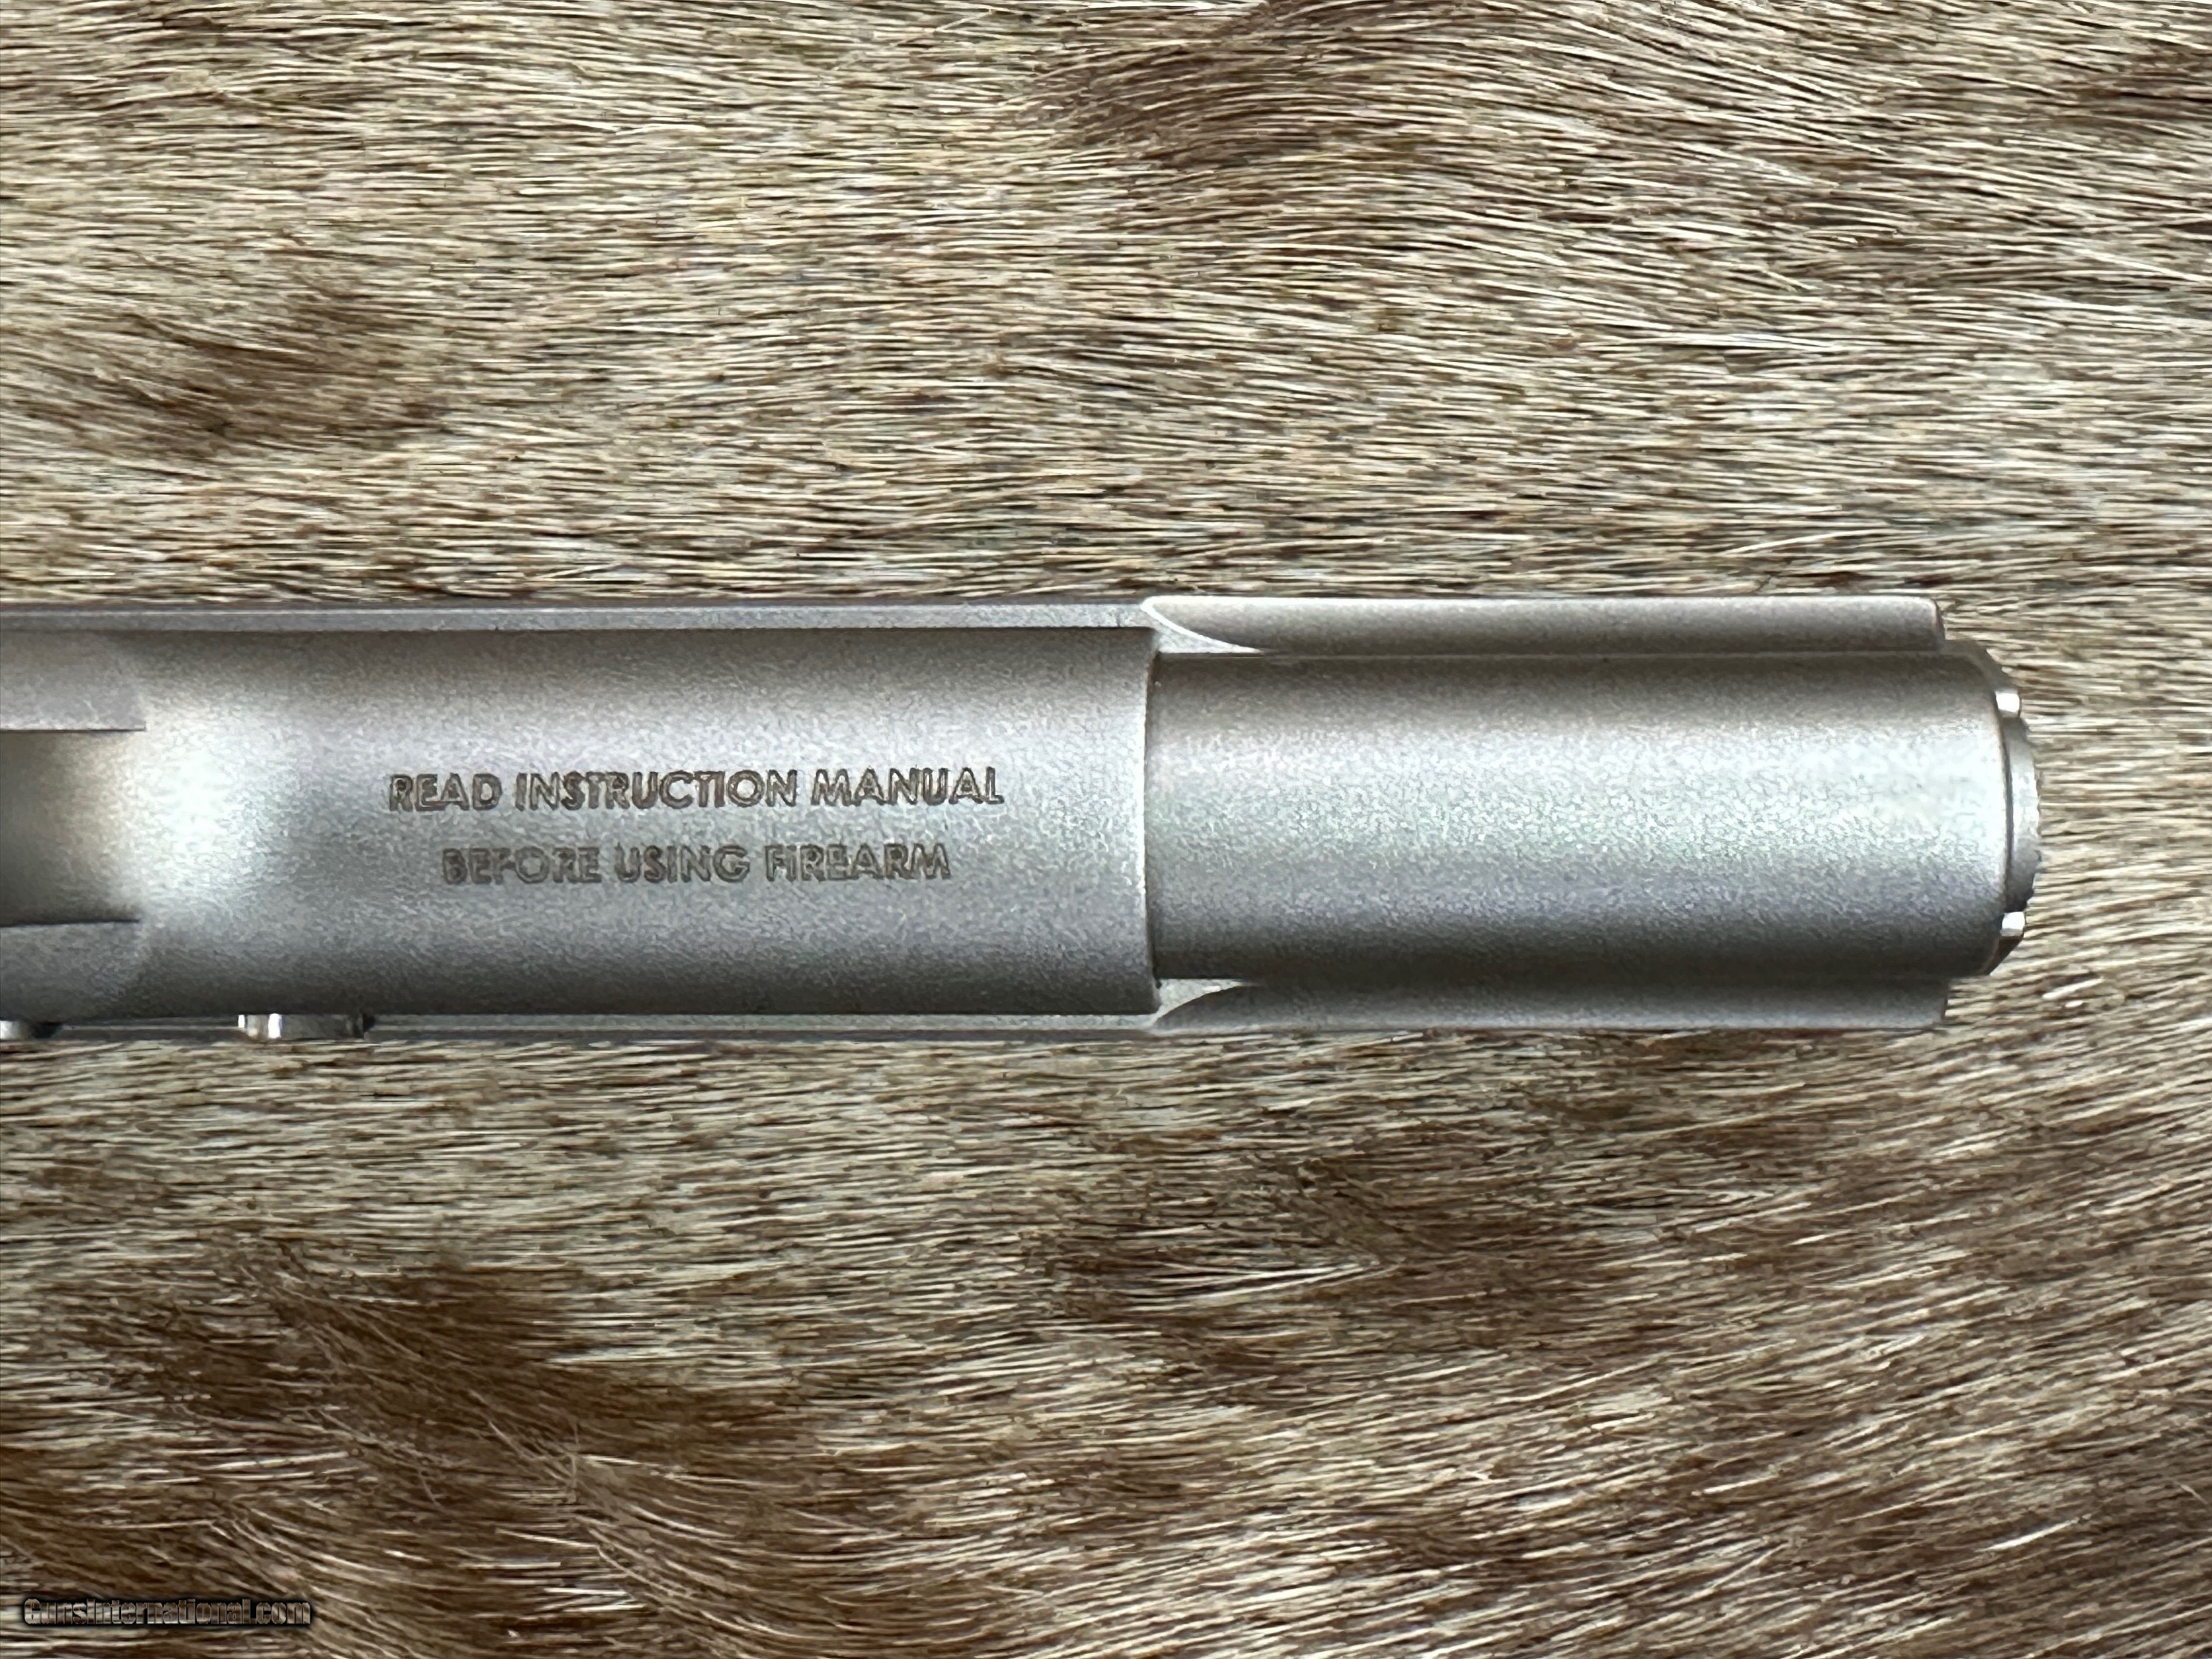 READ INSTRUCTION MANUAL
BEFORE USING FIREARM
GunsInternational.com